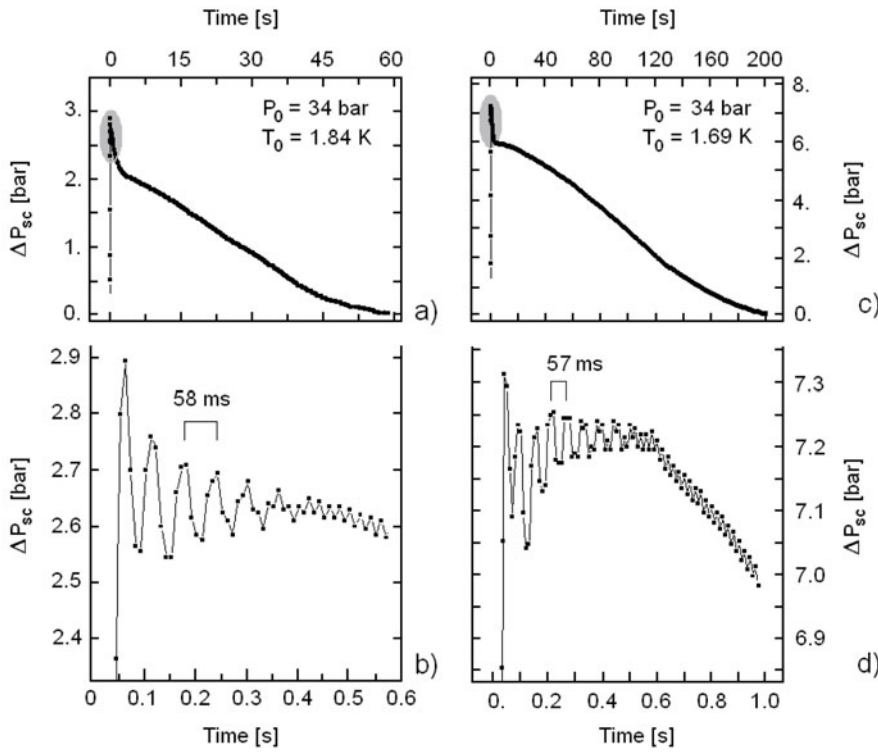 Time [s]
0 15 30 45 60
3.
2.
1.
0.
ΔP_sc [bar]
P_0 = 34 bar
T_0 = 1.84 K
a)
Time [s]
0 40 80 120 160 200
8.
6.
4.
2.
0.
ΔP_sc [bar]
P_0 = 34 bar
T_0 = 1.69 K
c)
2.9
2.8
2.7
2.6
2.5
2.4
ΔP_sc [bar]
58 ms
b)
0 0.1 0.2 0.3 0.4 0.5 0.6
Time [s]
7.3
7.2
7.1
7.0
6.9
ΔP_sc [bar]
57 ms
d)
0. 0.2 0.4 0.6 0.8 1.0
Time [s]